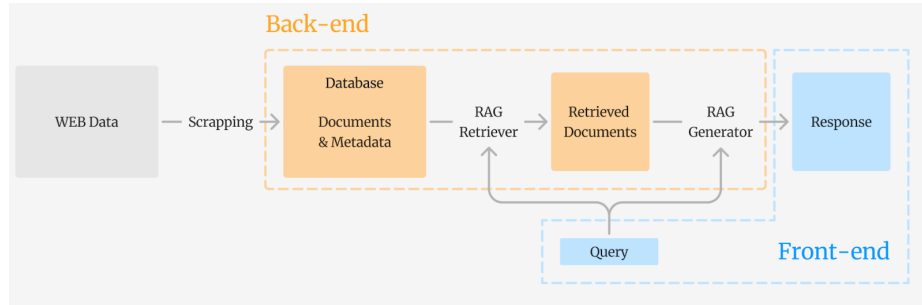 Back-end
WEB Data
Scrapping
Database
Documents
& Metadata
RAG
Retriever
Retrieved
Documents
RAG
Generator
Response
Query
Front-end